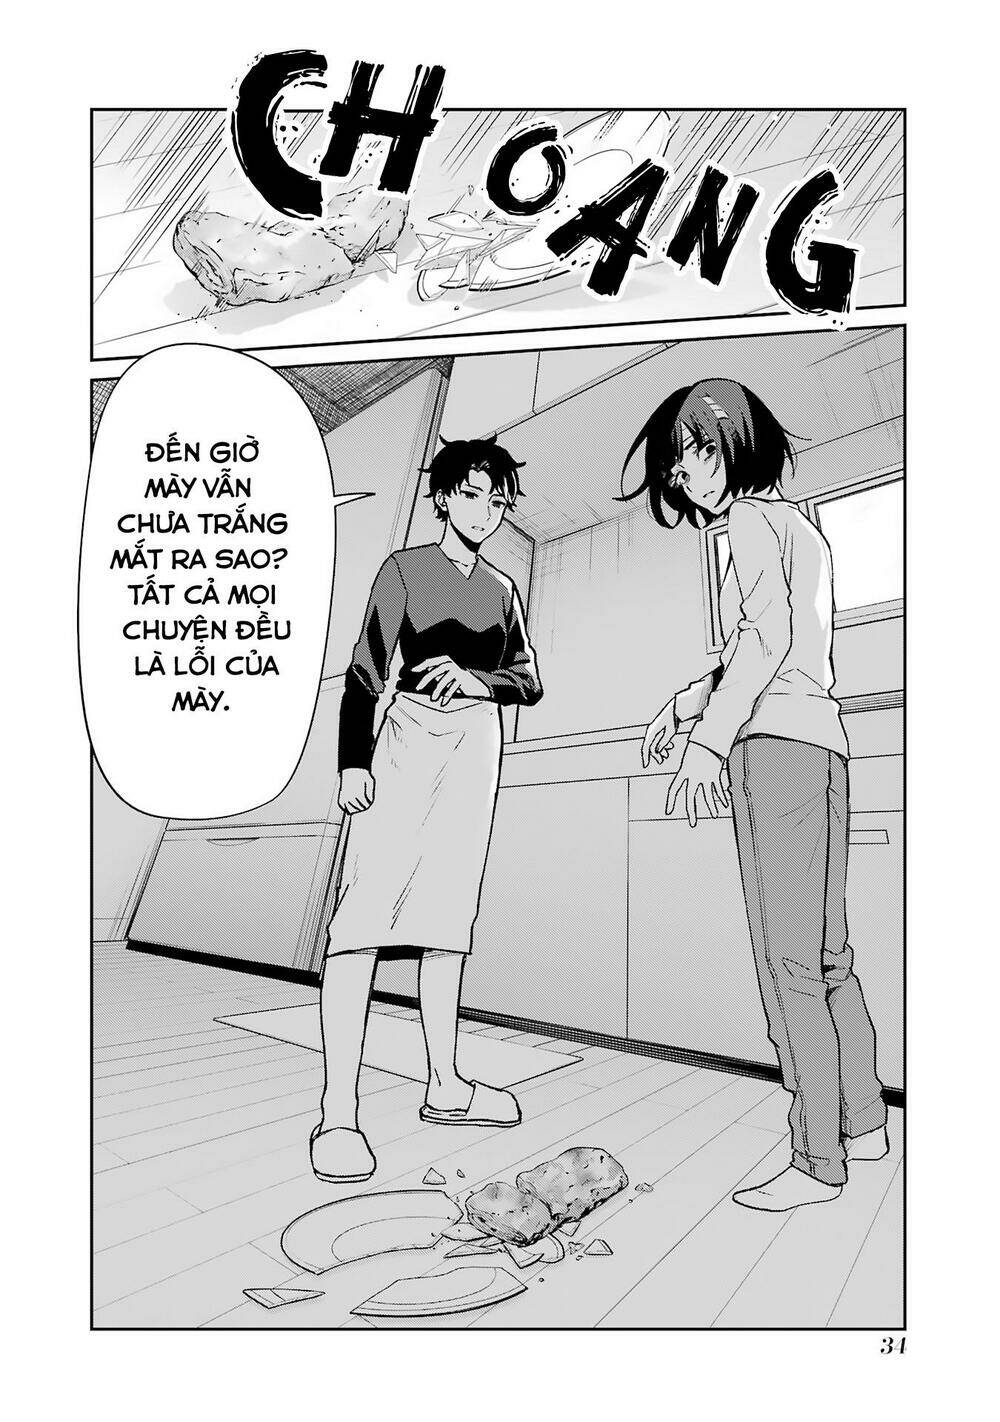 CHOANG
ĐẾN GIỜ
MÀY VẪN
CHƯA TRẮNG
MẮT RA SAO?
TẤT CẢ MỌI
CHUYỆN ĐỀU
LÀ LỖI CỦA
MÀY.
34